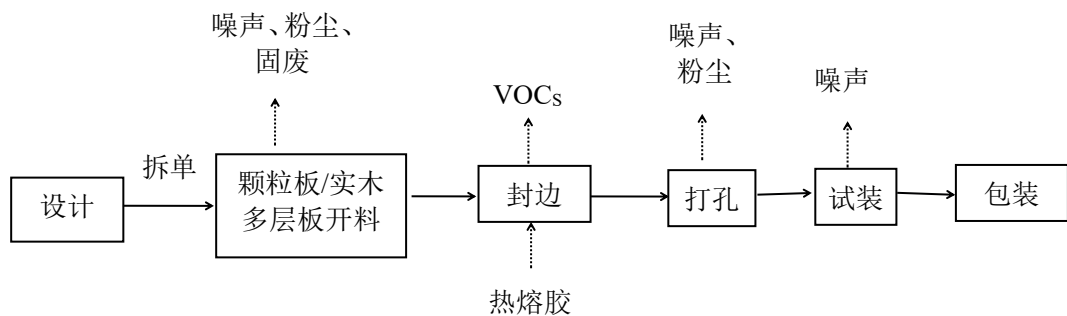 噪声、粉尘、
固废
噪声、
粉尘
噪声
VOCs
拆单
设计
颗粒板/实木
多层板开料
封边
打孔
试装
包装
热熔胶